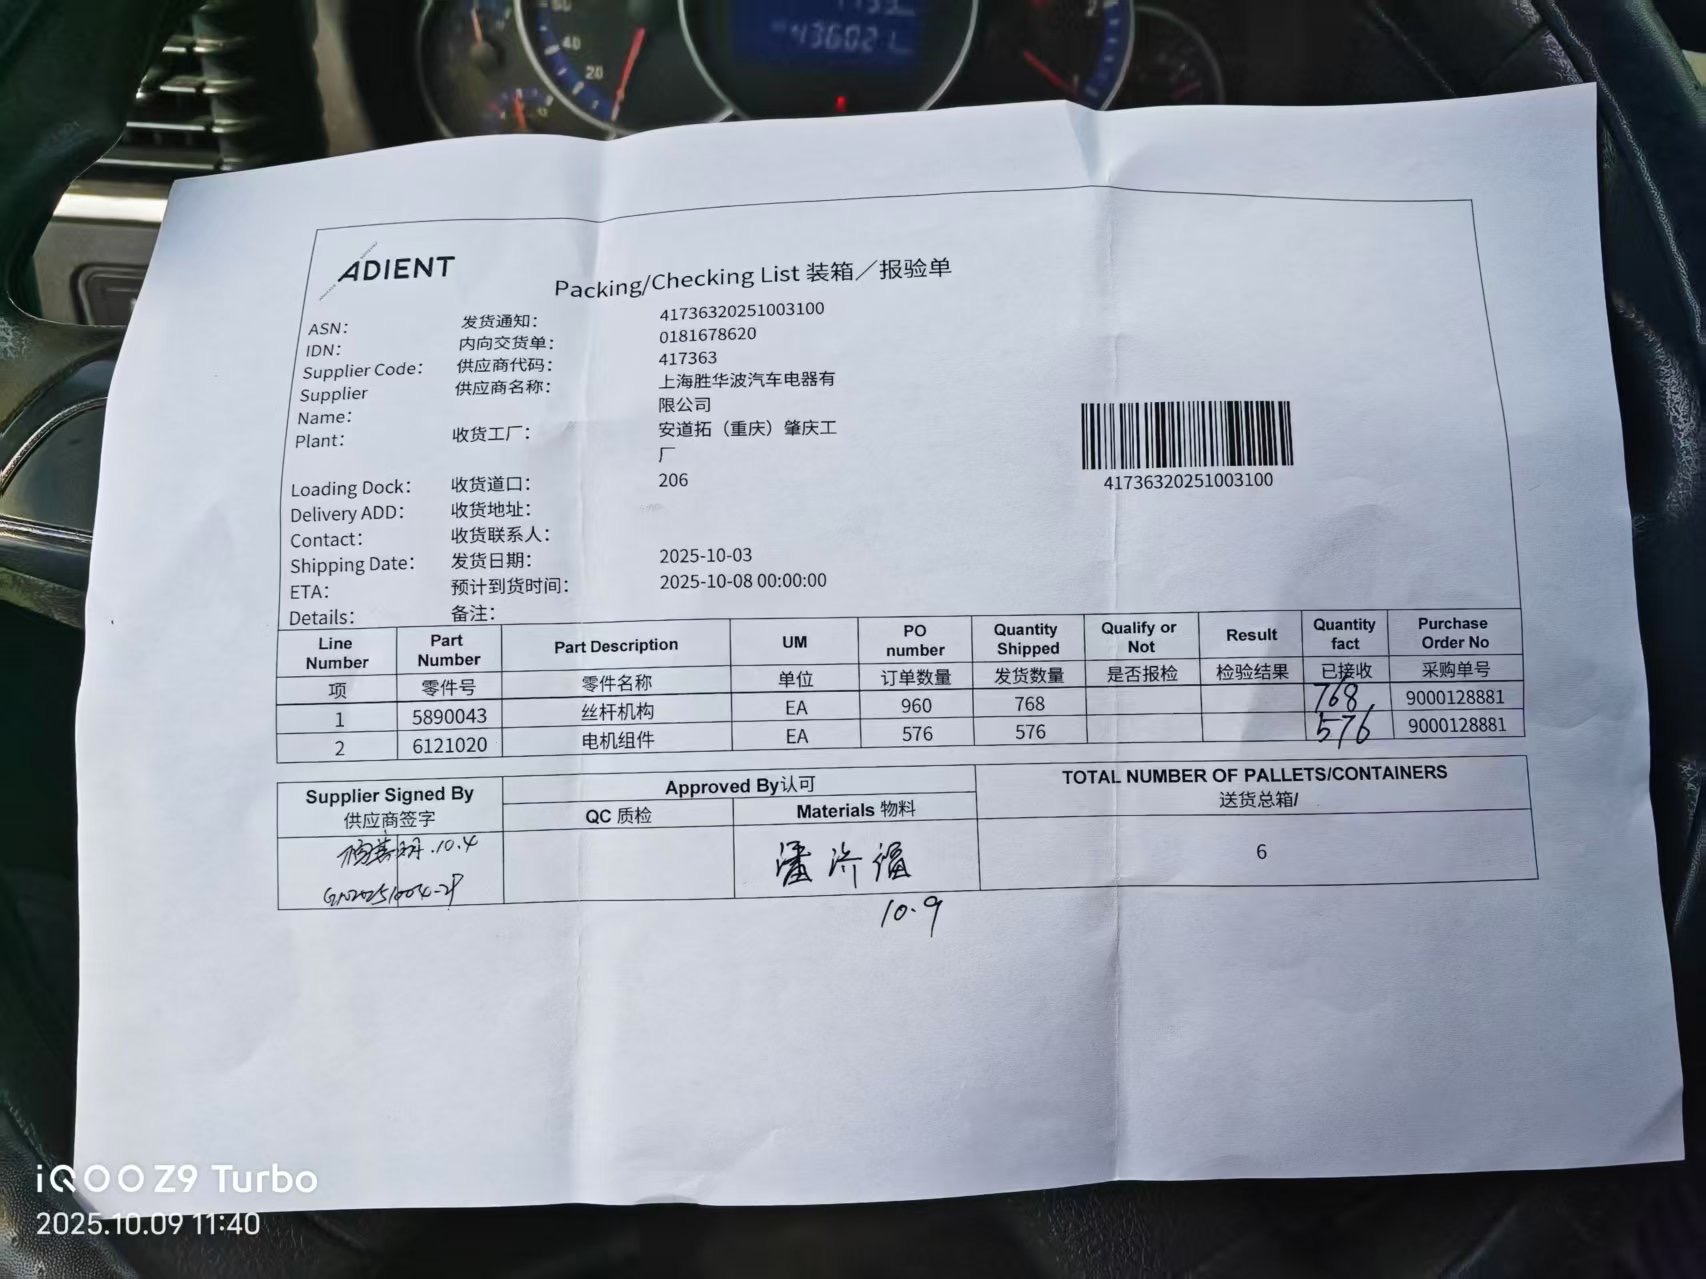 60
40
20
436021
ADIENT
Packing/Checking List 装箱／报验单
ASN: 发货通知: 41736320251003100
IDN: 内向交货单: 0181678620
Supplier Code: 供应商代码: 417363
Supplier Name: 供应商名称: 上海胜华波汽车电器有
限公司
Plant: 收货工厂: 安道拓（重庆）肇庆工
厂
Loading Dock: 收货道口: 206
Delivery ADD: 收货地址:
Contact: 收货联系人:
Shipping Date: 发货日期: 2025-10-03
ETA: 预计到货时间: 2025-10-08 00:00:00
Details: 备注:
41736320251003100
Line Number Part Number Part Description UM PO number Quantity Shipped Qualify or Not Result Quantity fact Purchase Order No
项 零件号 零件名称 单位 订单数量 发货数量 是否报检 检验结果 已接收 采购单号
1 5890043 丝杆机构 EA 960 768 768 9000128881
2 6121020 电机组件 EA 576 576 576 9000128881
Supplier Signed By
供应商签字
Approved By认可
QC 质检 Materials 物料
TOTAL NUMBER OF PALLETS/CONTAINERS
送货总箱/
10.4
潘济福
6
10.9
iQOO Z9 Turbo
2025.10.09 11:40